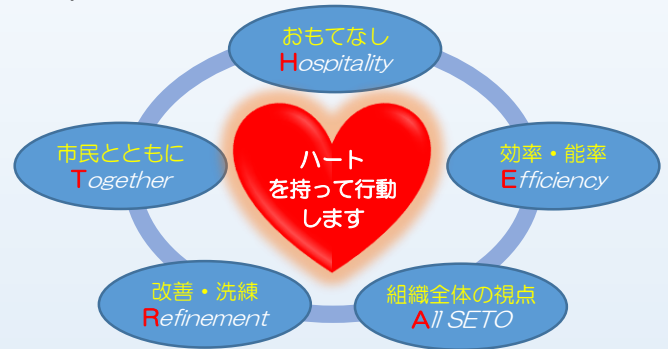 おもてなし
Hospitality
効率・能率
Efficiency
組織全体の視点
All SETO
改善・洗練
Refinement
市民とともに
Together
ハート
を持って行動
します